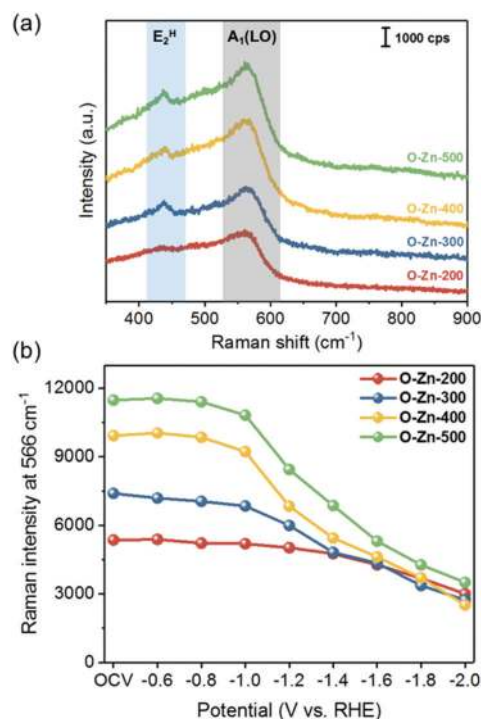 (a)
E₂ᴴ
A₁(LO)
1000 cps
Intensity (a.u.)
O-Zn-500
O-Zn-400
O-Zn-300
O-Zn-200
400 500 600 700 800 900
Raman shift (cm⁻¹)
(b)
Raman intensity at 566 cm⁻¹
12000
9000
6000
3000
0
O-Zn-200
O-Zn-300
O-Zn-400
O-Zn-500
OCV -0.6 -0.8 -1.0 -1.2 -1.4 -1.6 -1.8 -2.0
Potential (V vs. RHE)